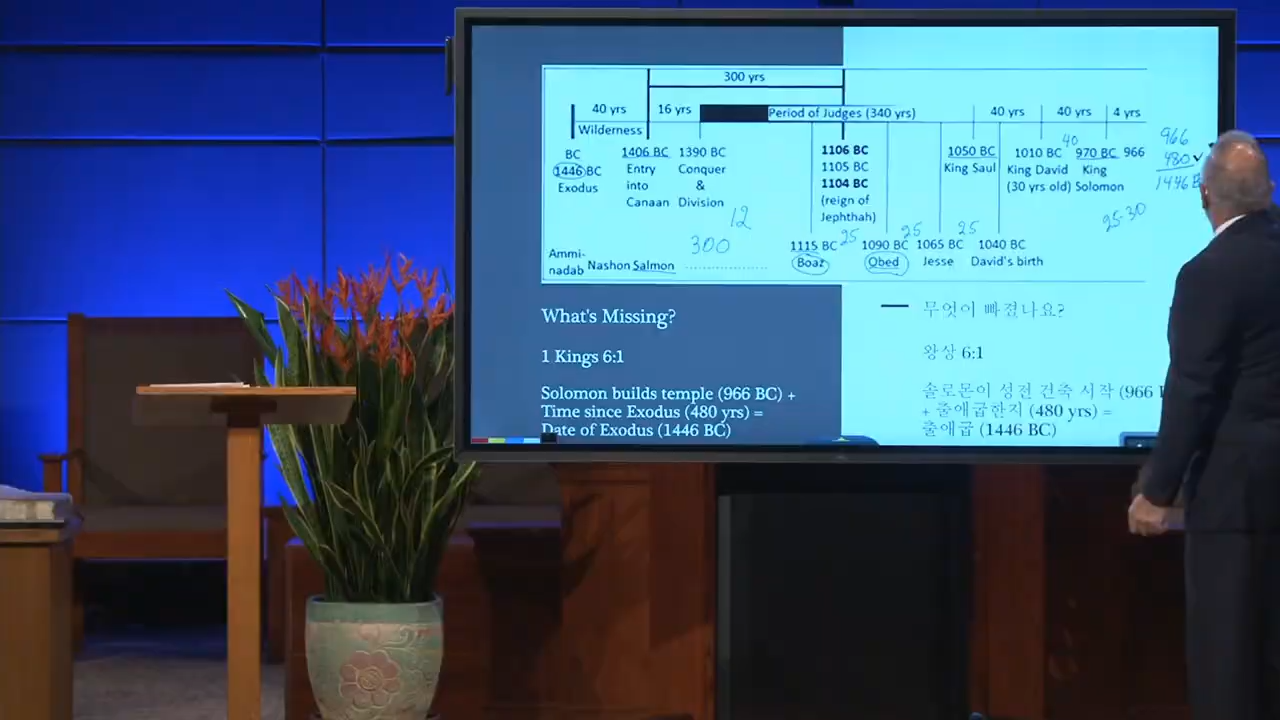 300 yrs
40 yrs 16 yrs Period of Judges (340 yrs) 40 yrs 40 yrs 4 yrs
Wilderness
BC 1406 BC 1390 BC 1106 BC 1050 BC 1010 BC 40 970 BC 966
1446 BC Entry Conquer 1105 BC King Saul King David King
Exodus into & 1104 BC (30 yrs old) Solomon
Canaan Division (reign of
Jephthah)
966
480 ✓
1446 B
12
300
25 25 25
25-30
1115 BC 1090 BC 1065 BC 1040 BC
Ammi-
nadab Nashon Salmon .................... Boaz Obed Jesse David's birth
What's Missing?
1 Kings 6:1
Solomon builds temple (966 BC) +
Time since Exodus (480 yrs) =
Date of Exodus (1446 BC)
무엇이 빠졌나요?
왕상 6:1
솔로몬이 성전 건축 시작 (966
+ 출애굽한지 (480 yrs) =
출애굽 (1446 BC)